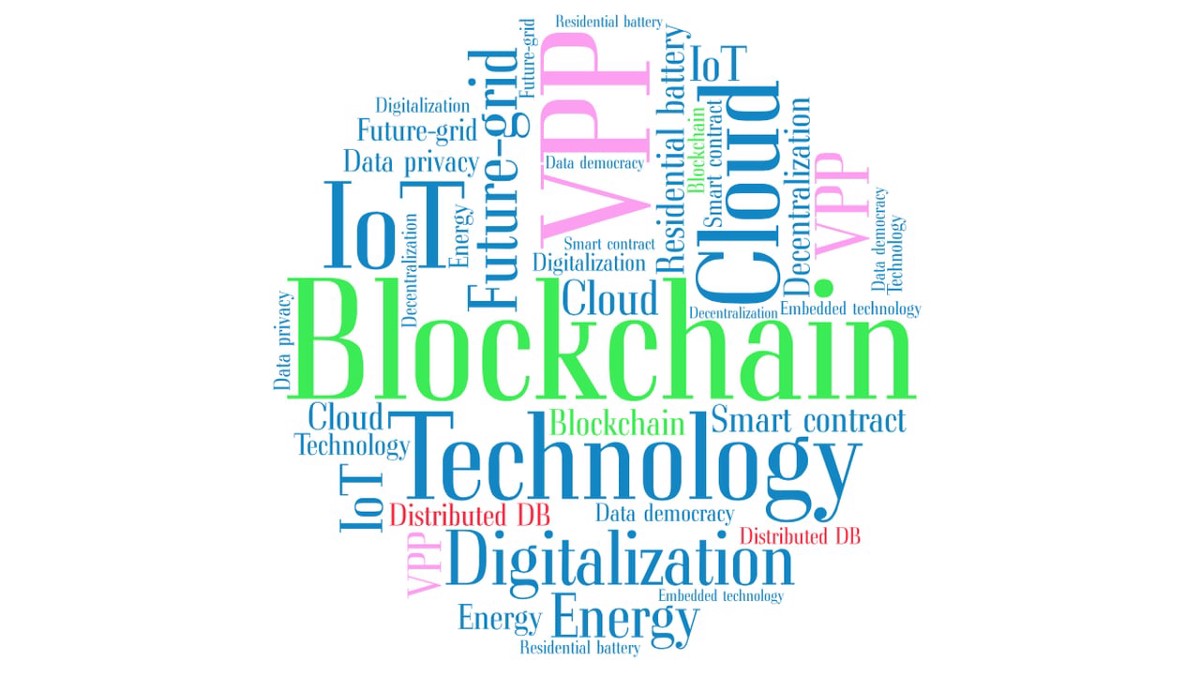 Residential battery
Future-grid
Future-grid
VPP
Residential battery
IoT
Cloud
Digitalization
Future-grid
Data privacy
Data democracy
Blockchain
Smart contract
Decentralization
VPP
IoT
Energy
Decentralization
Data democracy
Technology
Smart contract
Digitalization
Cloud
Decentralization
Embedded technology
Data privacy
Blockchain
Cloud
Technology
Blockchain
Smart contract
Technology
IoT
Distributed DB
Data democracy
Distributed DB
VPP
Digitalization
Embedded technology
Energy
Energy
Residential battery